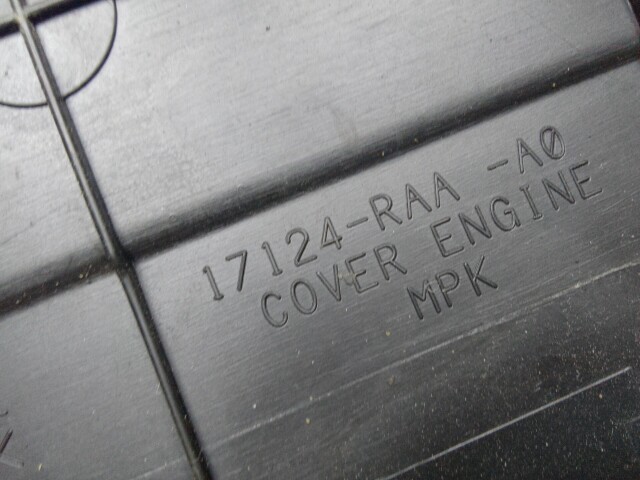 17124-RAA -A0
COVER ENGINE
MPK